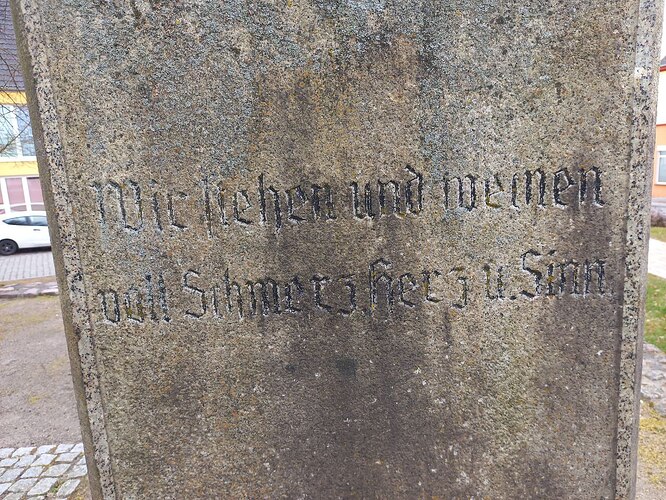 Wir ſtehen und weinen
voll Schmerz Herz u. Sinn.